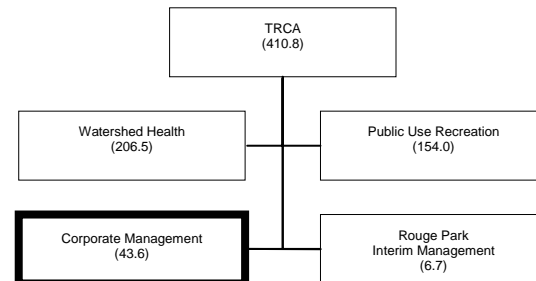 TRCA
(410.8)
Watershed Health
(206.5)
Public Use Recreation
(154.0)
Corporate Management
(43.6)
Rouge Park
Interim Management
(6.7)